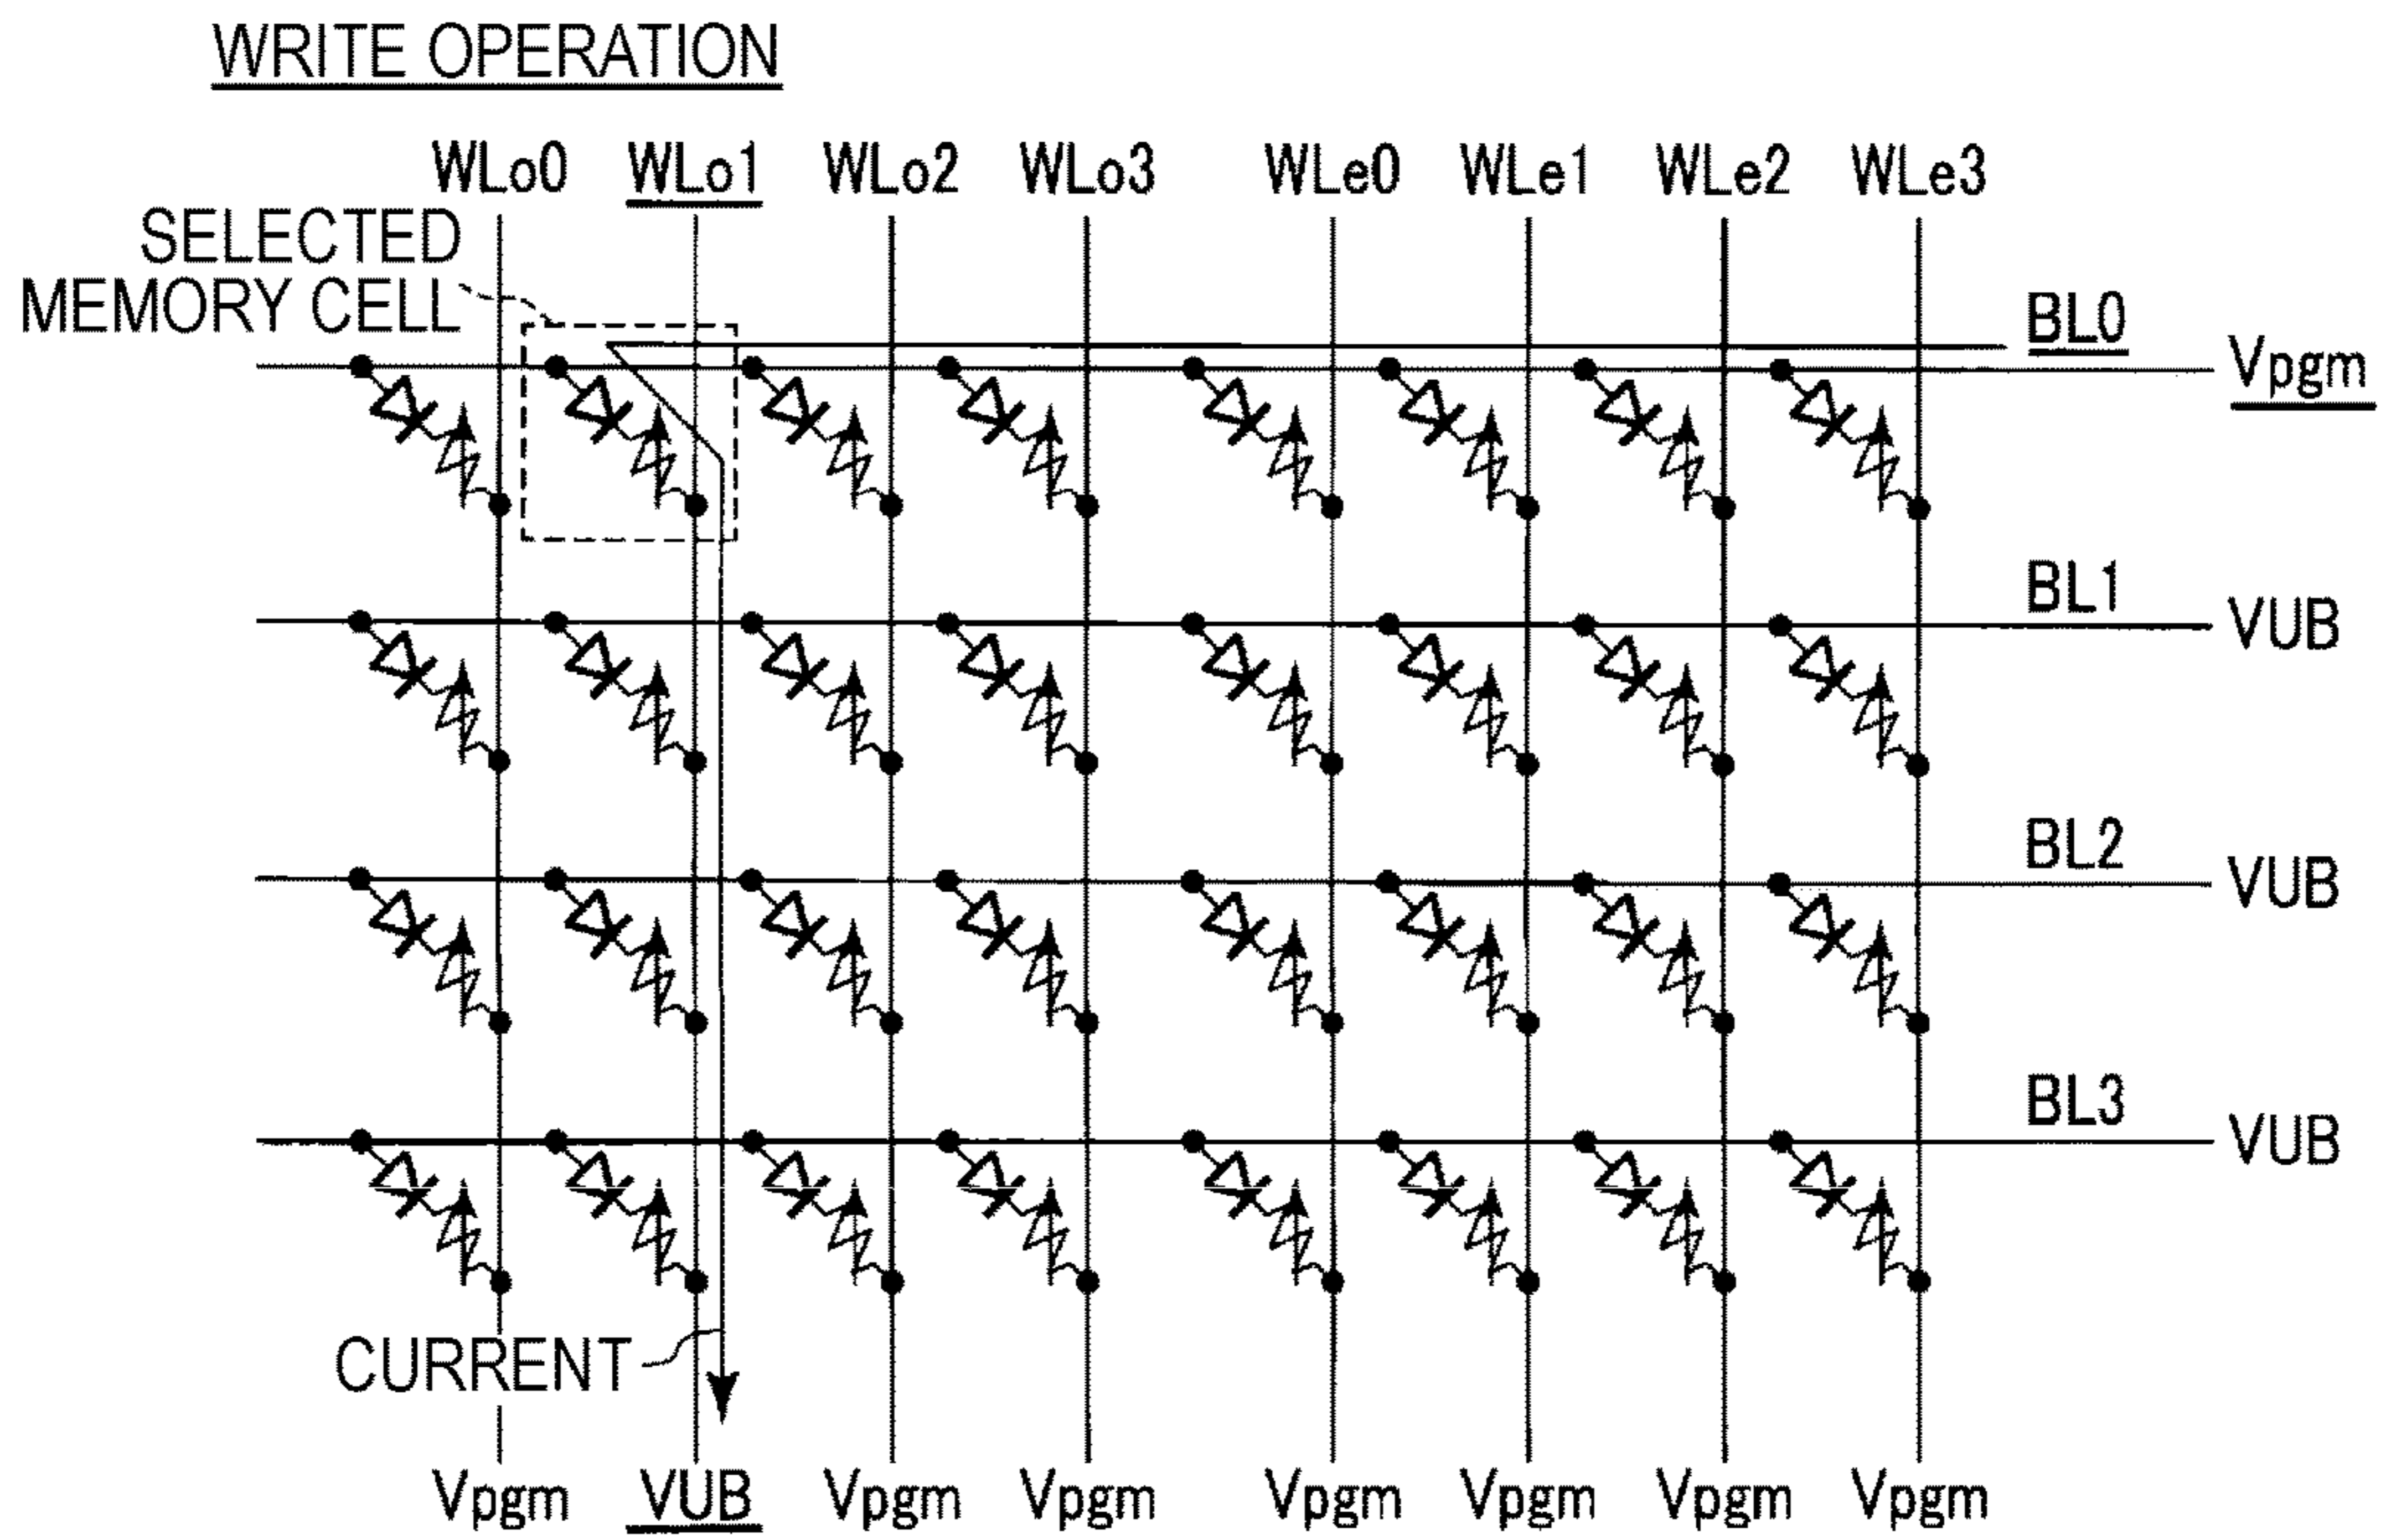 WRITE OPERATION
WLo0 WLo1 WLo2 WLo3 WLe0 WLe1 WLe2 WLe3
SELECTED
MEMORY CELL
BL0
Vpgm
BL1
VUB
BL2
VUB
BL3
VUB
CURRENT
Vpgm VUB Vpgm Vpgm Vpgm Vpgm Vpgm Vpgm